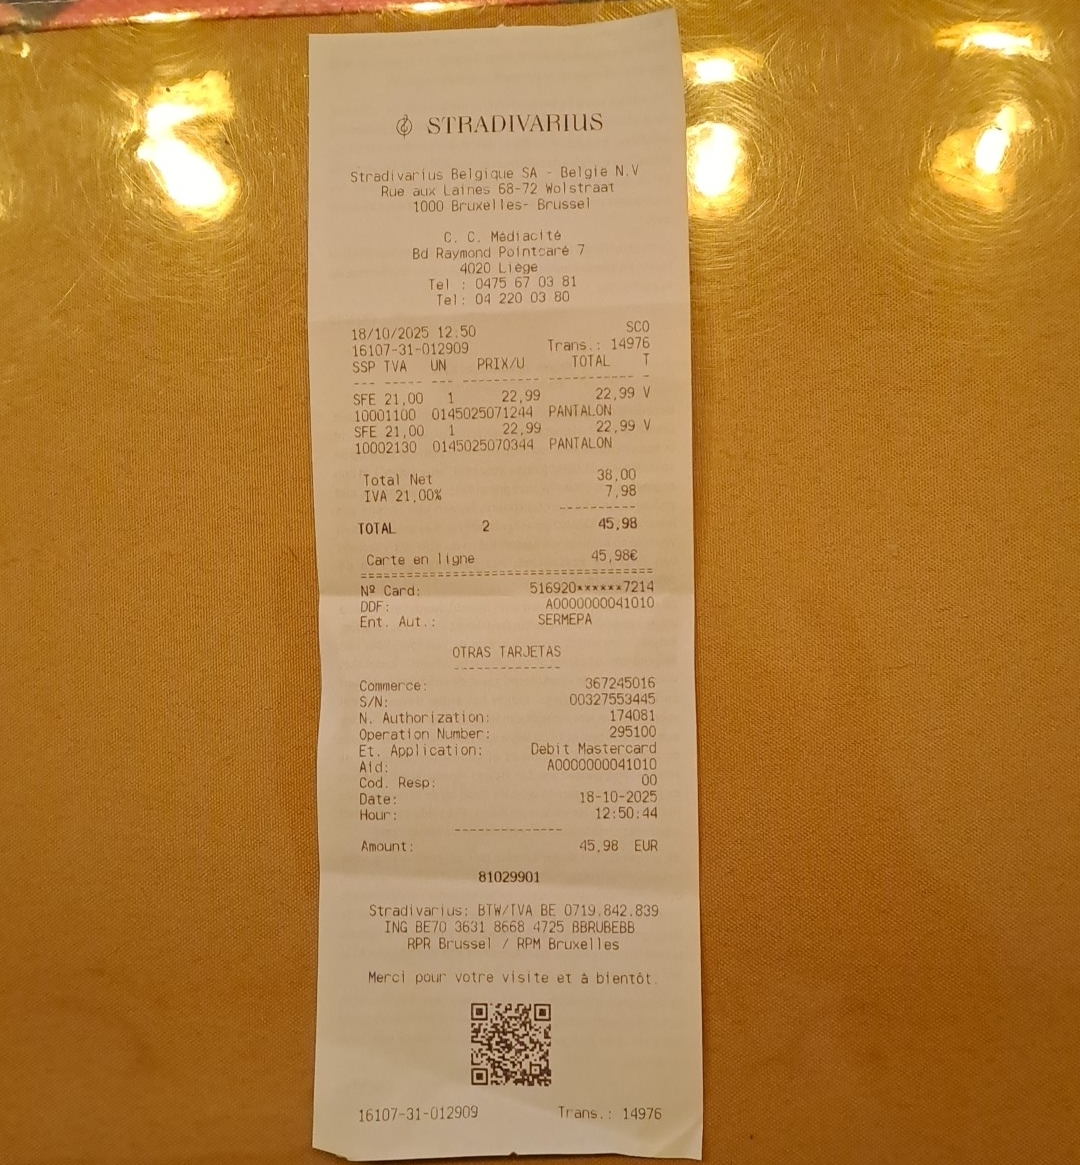 STRADIVARIUS
Stradivarius Belgique SA - Belgie N.V
Rue aux Laines 68-72 Wolstraat
1000 Bruxelles- Brussel
C. C. Médiacité
Bd Raymond Pointcaré 7
4020 Liège
Tel : 0475 67 03 81
Tel: 04 220 03 80
18/10/2025 12:50 SCO
16107-31-012909 Trans.: 14976
SSP TVA UN PRIX/U TOTAL T
--- ----- --- ---------- ---------- -
SFE 21,00 1 22,99 22,99 V
10001100 0145025071244 PANTALON
SFE 21,00 1 22,99 22,99 V
10002130 0145025070344 PANTALON
Total Net 38,00
IVA 21,00% 7,98
----------
TOTAL 2 45,98
Carte en ligne 45,98€
======================================
Nº Card: 516920******7214
DDF: A0000000041010
Ent. Aut.: SERMEPA
OTRAS TARJETAS
--------------
Commerce: 367245016
S/N: 00327553445
N. Authorization: 174081
Operation Number: 295100
Et. Application: Debit Mastercard
Aid: A0000000041010
Cod. Resp: 00
Date: 18-10-2025
Hour: 12:50:44
--------------
Amount: 45,98 EUR
81029901
Stradivarius: BTW/TVA BE 0719.842.839
ING BE70 3631 8668 4725 BBRUBEBB
RPR Brussel / RPM Bruxelles
Merci pour votre visite et à bientôt.
16107-31-012909 Trans.: 14976